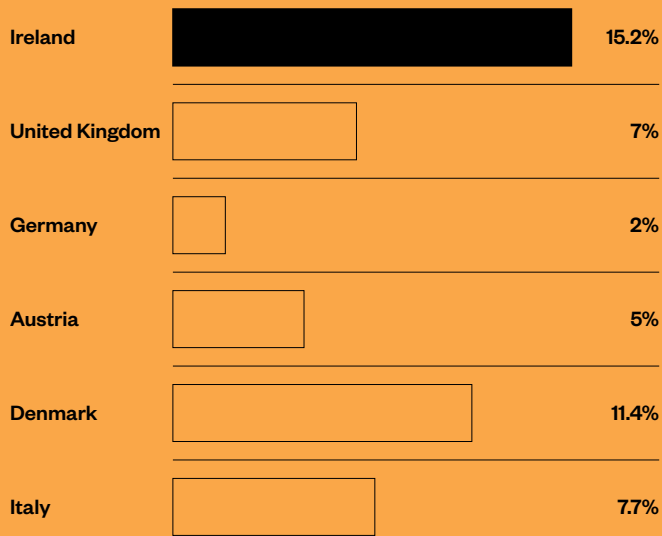 Ireland 15.2%
United Kingdom 7%
Germany 2%
Austria 5%
Denmark 11.4%
Italy 7.7%